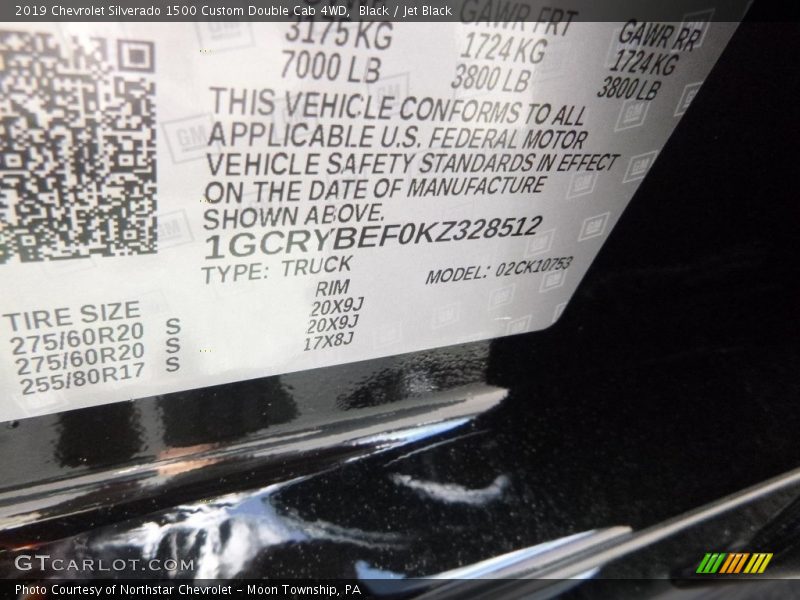 2019 Chevrolet Silverado 1500 Custom Double Cab 4WD, Black / Jet Black
GAWR FRT
GAWR RR
3175 KG
1724 KG
1724 KG
7000 LB
3800 LB
3800 LB
THIS VEHICLE CONFORMS TO ALL
APPLICABLE U.S. FEDERAL MOTOR
VEHICLE SAFETY STANDARDS IN EFFECT
ON THE DATE OF MANUFACTURE
SHOWN ABOVE.
1GCRYBEF0KZ328512
TYPE: TRUCK
MODEL: 02CK10753
TIRE SIZE
RIM
275/60R20 S
20X9J
275/60R20 S
20X9J
255/80R17 S
17X8J
GTCARLOT.COM
Photo Courtesy of Northstar Chevrolet - Moon Township, PA